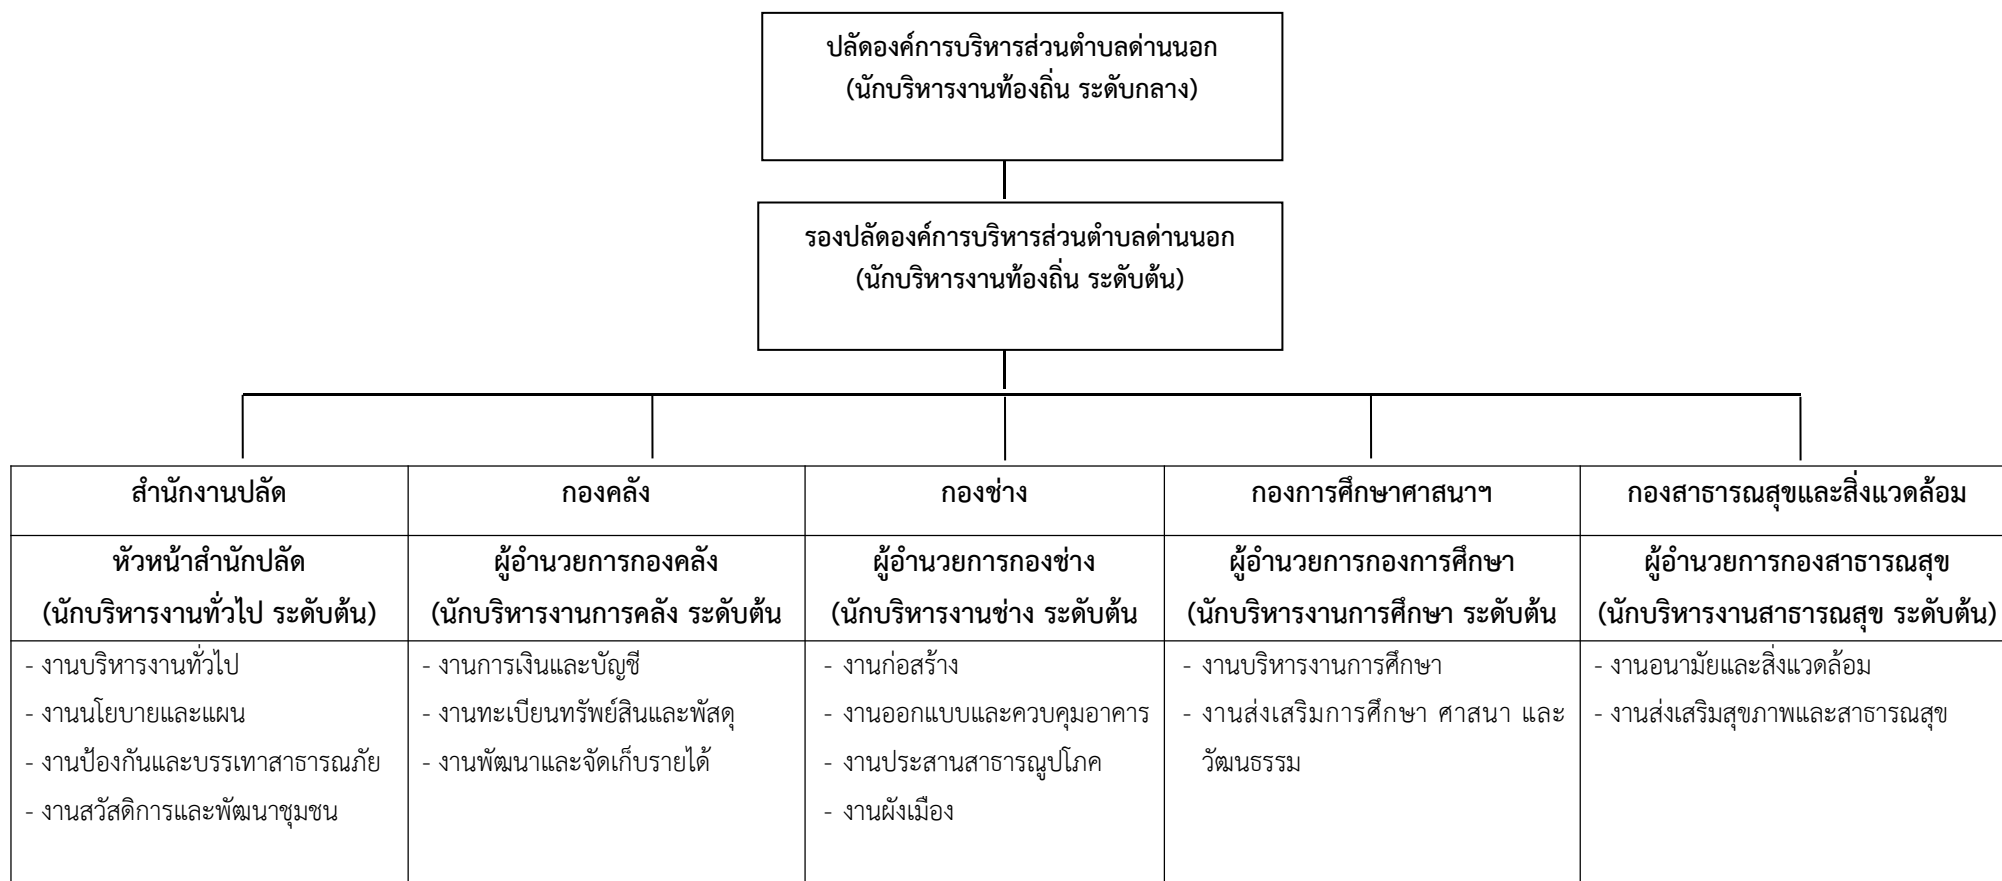 ปลัดองค์การบริหารส่วนตำบลด่านนอก
(นักบริหารงานท้องถิ่น ระดับกลาง)
รองปลัดองค์การบริหารส่วนตำบลด่านนอก
(นักบริหารงานท้องถิ่น ระดับต้น)
สำนักงานปลัด
กองคลัง
กองช่าง
กองการศึกษาศาสนาฯ
กองสาธารณสุขและสิ่งแวดล้อม
หัวหน้าสำนักปลัด
(นักบริหารงานทั่วไป ระดับต้น)
ผู้อำนวยการกองคลัง
(นักบริหารงานการคลัง ระดับต้น
ผู้อำนวยการกองช่าง
(นักบริหารงานช่าง ระดับต้น
ผู้อำนวยการกองการศึกษา
(นักบริหารงานการศึกษา ระดับต้น
ผู้อำนวยการกองสาธารณสุข
(นักบริหารงานสาธารณสุข ระดับต้น)
- งานบริหารงานทั่วไป
- งานนโยบายและแผน
- งานป้องกันและบรรเทาสาธารณภัย
- งานสวัสดิการและพัฒนาชุมชน
- งานการเงินและบัญชี
- งานทะเบียนทรัพย์สินและพัสดุ
- งานพัฒนาและจัดเก็บรายได้
- งานก่อสร้าง
- งานออกแบบและควบคุมอาคาร
- งานประสานสาธารณูปโภค
- งานผังเมือง
- งานบริหารงานการศึกษา
- งานส่งเสริมการศึกษา ศาสนา และ
วัฒนธรรม
- งานอนามัยและสิ่งแวดล้อม
- งานส่งเสริมสุขภาพและสาธารณสุข